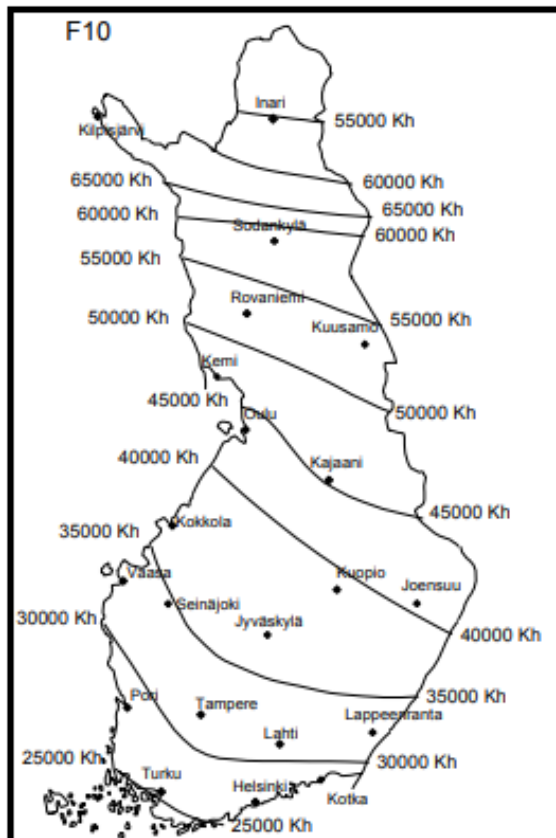 F10
Inari
55000 Kh
Kilpisjärvi
65000 Kh
60000 Kh
60000 Kh
65000 Kh
Sodankylä
60000 Kh
55000 Kh
Rovaniemi
50000 Kh
Kuusamo
55000 Kh
Kemi
45000 Kh
50000 Kh
Oulu
40000 Kh
Kajaani
45000 Kh
35000 Kh
Kokkola
Vaasa
Kuopio
Joensuu
30000 Kh
Seinäjoki
Jyväskylä
40000 Kh
Pori
Tampere
35000 Kh
Lappeenranta
Lahti
25000 Kh
30000 Kh
Turku
Helsinki
Kotka
25000 Kh